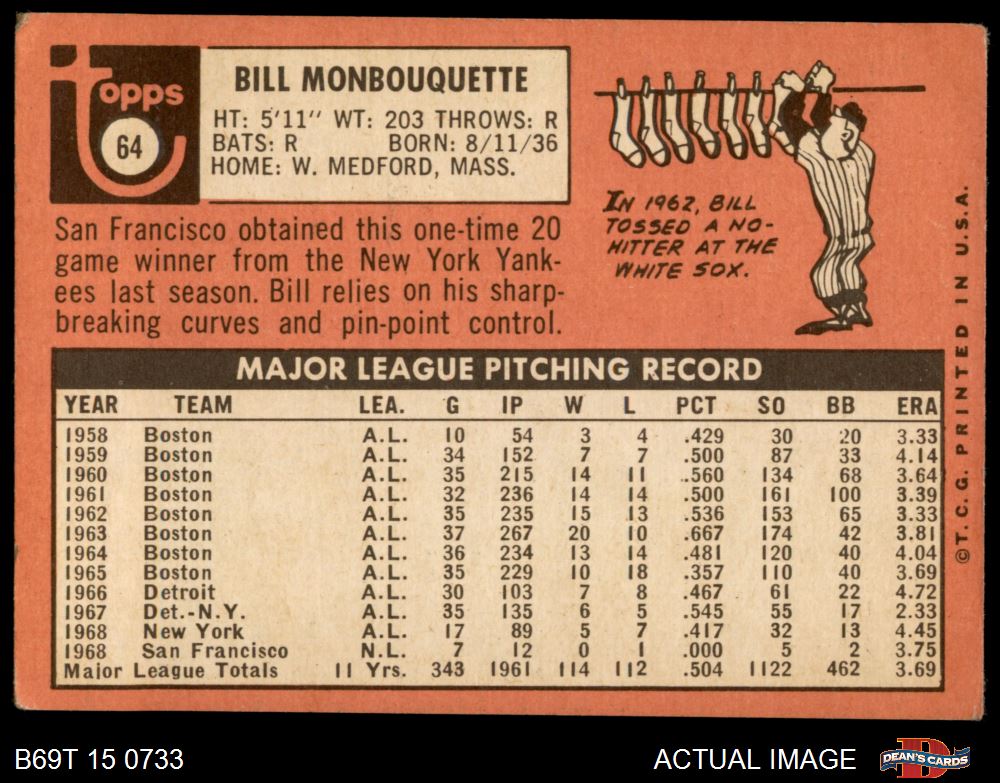 topps
64
BILL MONBOUQUETTE
HT: 5'11" WT: 203 THROWS: R
BATS: R BORN: 8/11/36
HOME: W. MEDFORD, MASS.
San Francisco obtained this one-time 20
game winner from the New York Yank-
ees last season. Bill relies on his sharp-
breaking curves and pin-point control.
IN 1962, BILL
TOSSED A NO-
HITTER AT THE
WHITE SOX.
MAJOR LEAGUE PITCHING RECORD
YEAR TEAM LEA. G IP W L PCT SO BB ERA
1958 Boston A.L. 10 54 3 4 .429 30 20 3.33
1959 Boston A.L. 34 152 7 7 .500 87 33 4.14
1960 Boston A.L. 35 215 14 11 .560 134 68 3.64
1961 Boston A.L. 32 236 14 14 .500 161 100 3.39
1962 Boston A.L. 35 235 15 13 .536 153 65 3.33
1963 Boston A.L. 37 267 20 10 .667 174 42 3.81
1964 Boston A.L. 36 234 13 14 .481 120 40 4.04
1965 Boston A.L. 35 229 10 18 .357 110 40 3.69
1966 Detroit A.L. 30 103 7 8 .467 61 22 4.72
1967 Det.-N.Y. A.L. 35 135 6 5 .545 55 17 2.33
1968 New York A.L. 17 89 5 7 .417 32 13 4.45
1968 San Francisco N.L. 7 12 0 1 .000 5 2 3.75
Major League Totals 11 Yrs. 343 1961 114 112 .504 1122 462 3.69
©T.C.G. PRINTED IN U.S.A.
B69T 15 0733
ACTUAL IMAGE
D
DEAN'S CARDS